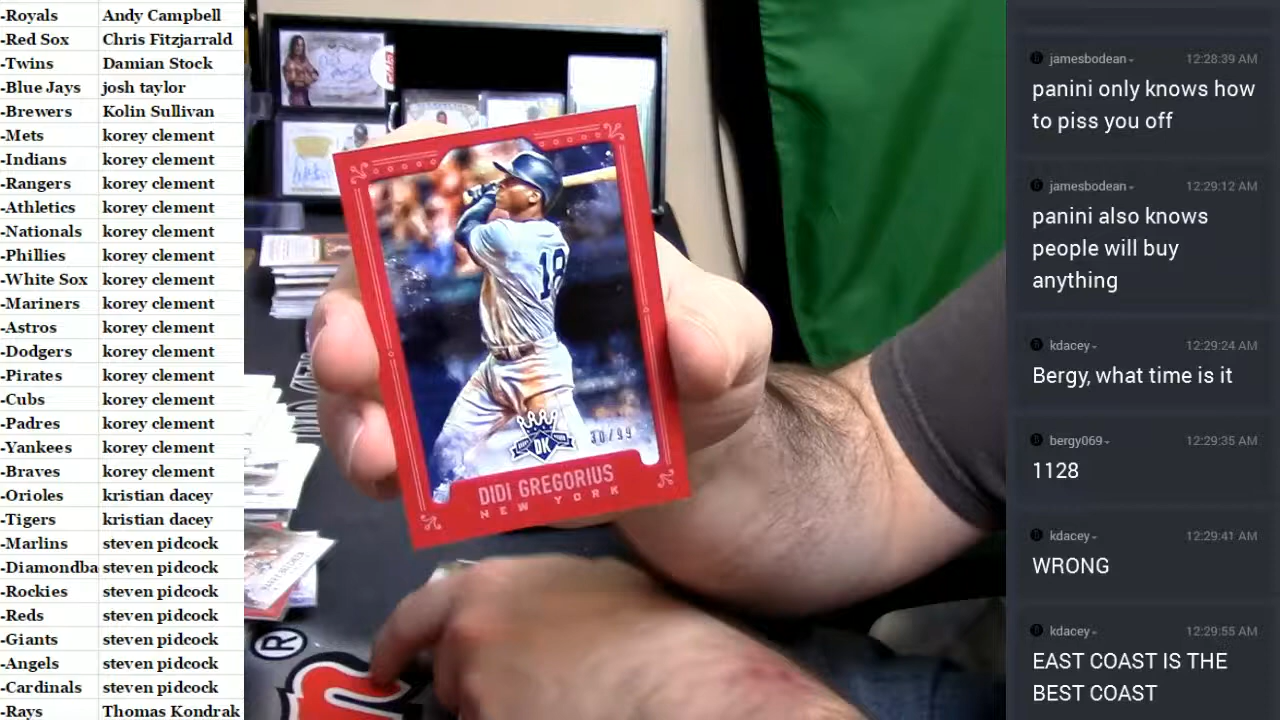 -Royals Andy Campbell
-Red Sox Chris Fitzjarrald
-Twins Damian Stock
-Blue Jays josh taylor
-Brewers Kolin Sullivan
-Mets korey clement
-Indians korey clement
-Rangers korey clement
-Athletics korey clement
-Nationals korey clement
-Phillies korey clement
-White Sox korey clement
-Mariners korey clement
-Astros korey clement
-Dodgers korey clement
-Pirates korey clement
-Cubs korey clement
-Padres korey clement
-Yankees korey clement
-Braves korey clement
-Orioles kristian dacey
-Tigers kristian dacey
-Marlins steven pidcock
-Diamondba steven pidcock
-Rockies steven pidcock
-Reds steven pidcock
-Giants steven pidcock
-Angels steven pidcock
-Cardinals steven pidcock
-Rays Thomas Kondrak
18
DK
30/99
DIDI GREGORIUS
NEW YORK
®
jamesbodean 12:28:39 AM
panini only knows how
to piss you off
jamesbodean 12:29:12 AM
panini also knows
people will buy
anything
kdacey 12:29:24 AM
Bergy, what time is it
bergy069 12:29:35 AM
1128
kdacey 12:29:41 AM
WRONG
kdacey 12:29:55 AM
EAST COAST IS THE
BEST COAST